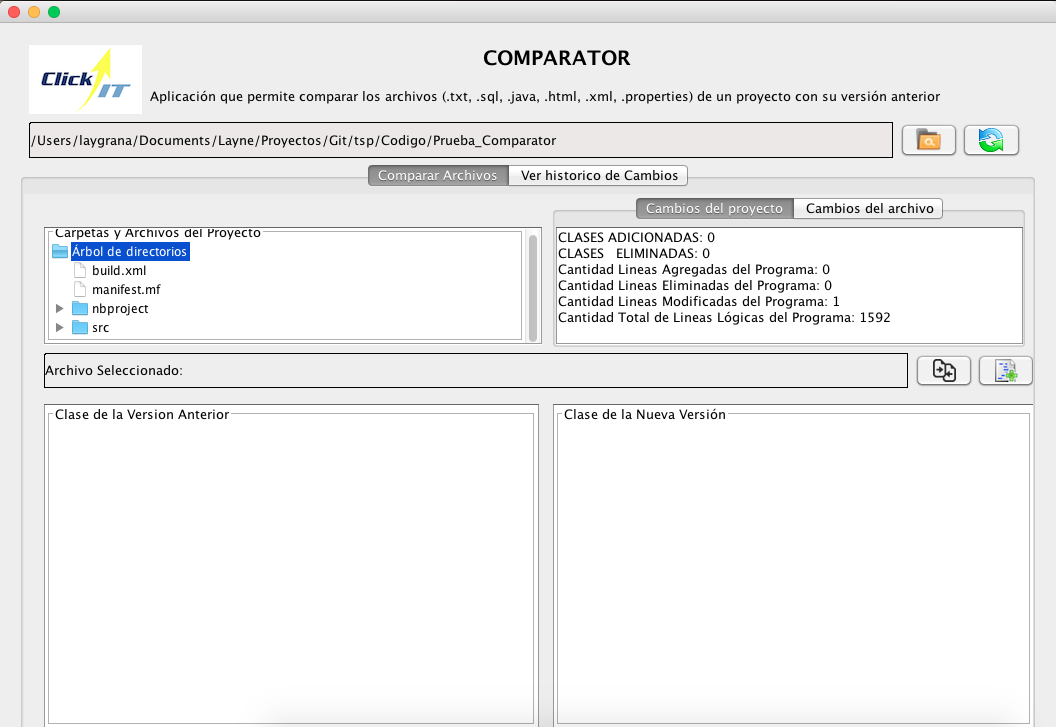 COMPARATOR
Click IT
Aplicación que permite comparar los archivos (.txt, .sql, .java, .html, .xml, .properties) de un proyecto con su versión anterior
/Users/laygrana/Documents/Layne/Proyectos/Git/tsp/Codigo/Prueba_Comparator
Comparar Archivos
Ver historico de Cambios
Carpetas y Archivos del Proyecto
Árbol de directorios
build.xml
manifest.mf
nbproject
src
Cambios del proyecto
Cambios del archivo
CLASES ADICIONADAS: 0
CLASES ELIMINADAS: 0
Cantidad Lineas Agregadas del Programa: 0
Cantidad Lineas Eliminadas del Programa: 0
Cantidad Lineas Modificadas del Programa: 1
Cantidad Total de Lineas Lógicas del Programa: 1592
Archivo Seleccionado:
Clase de la Version Anterior
Clase de la Nueva Versión